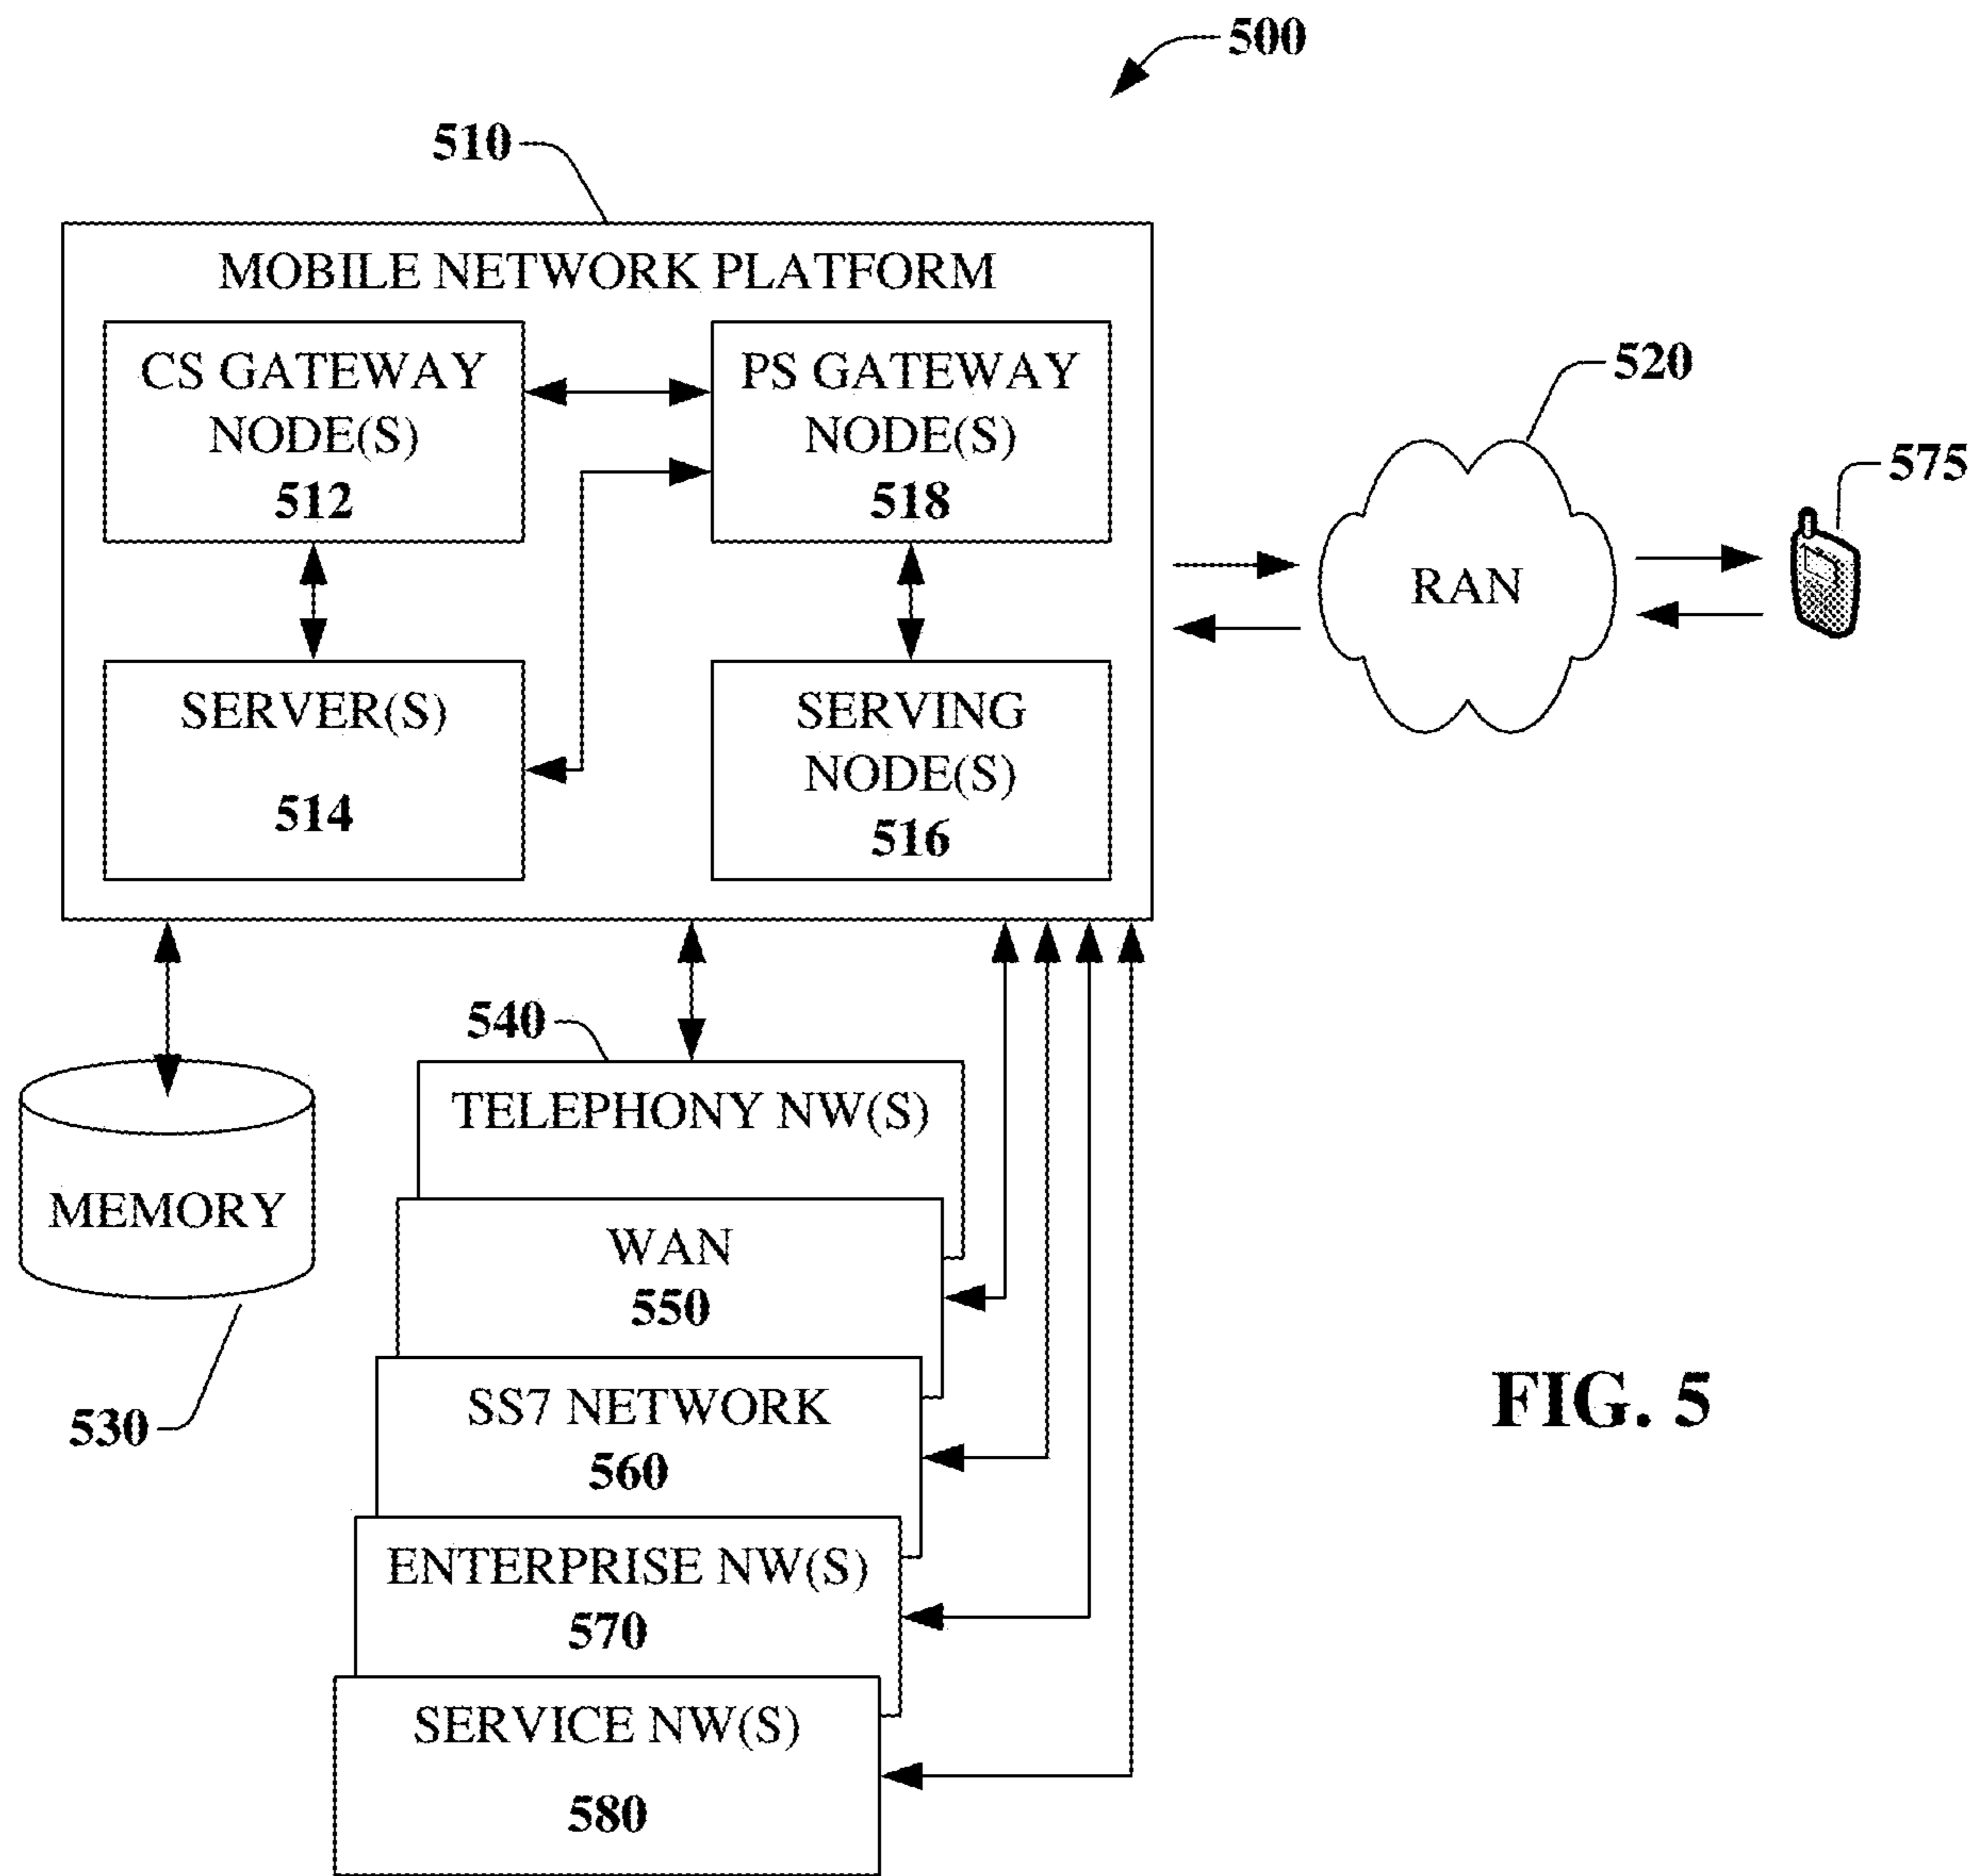 500
510
MOBILE NETWORK PLATFORM
CS GATEWAY
NODE(S)
512
PS GATEWAY
NODE(S)
518
SERVER(S)
514
SERVING
NODE(S)
516
520
RAN
575
540
TELEPHONY NW(S)
MEMORY
530
WAN
550
SS7 NETWORK
560
ENTERPRISE NW(S)
570
SERVICE NW(S)
580
FIG. 5